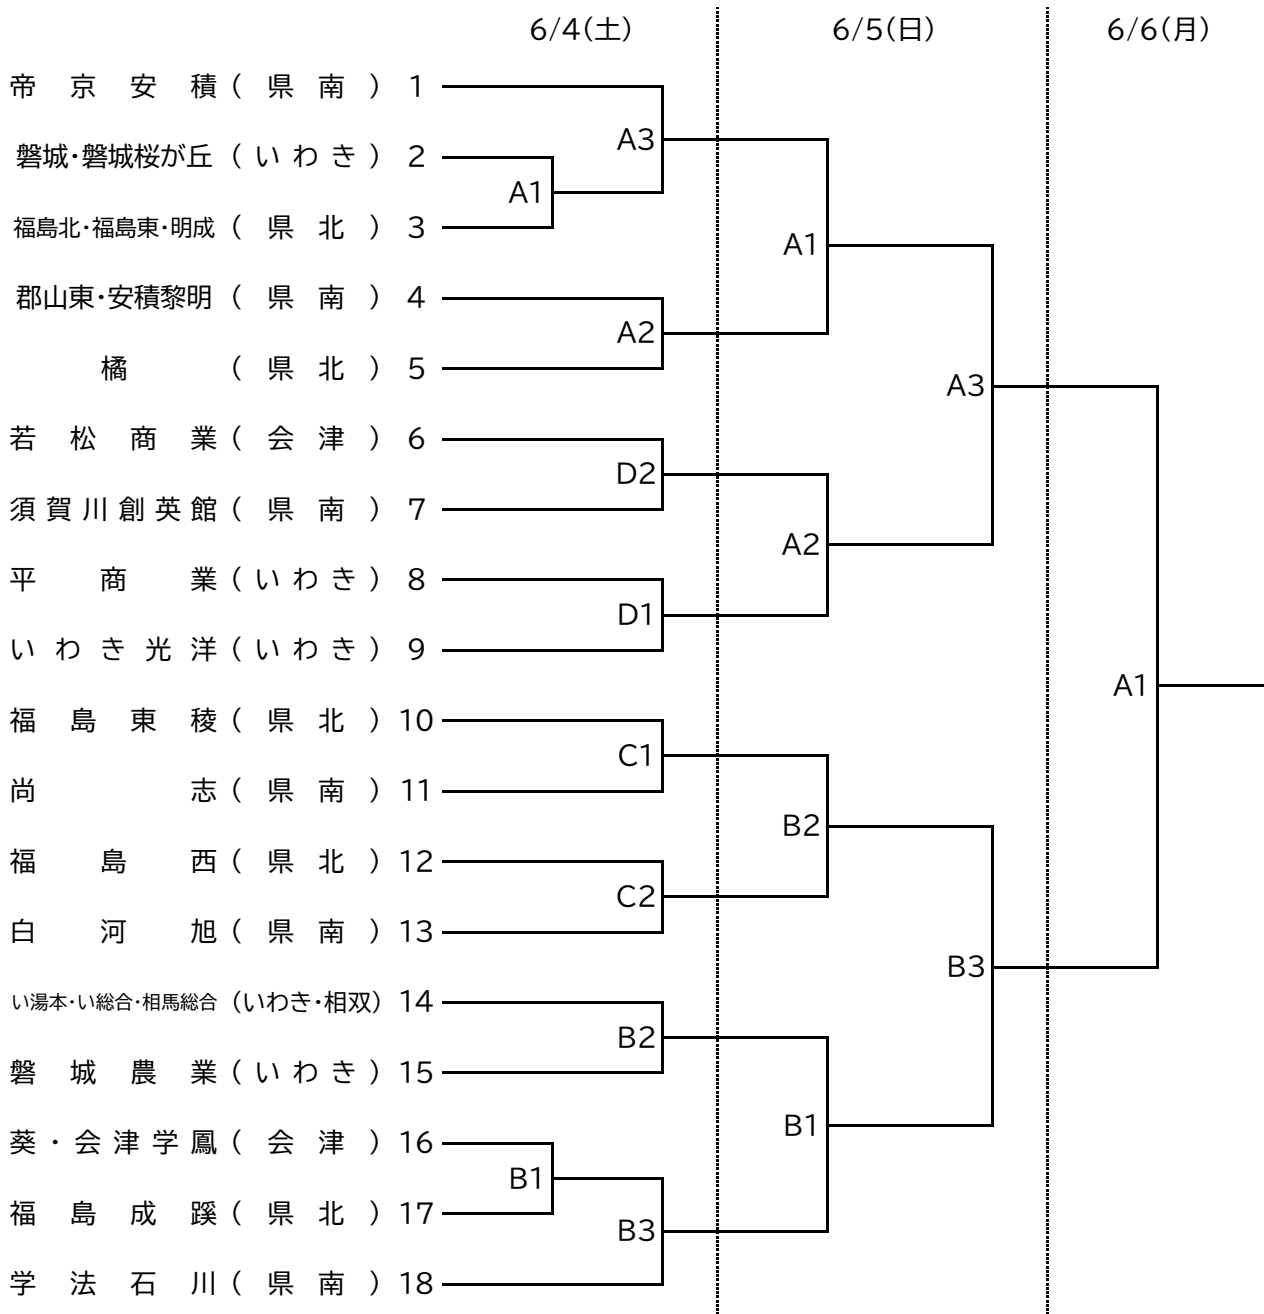 6/4(土) 6/5(日) 6/6(月)
帝京安積(県南) 1
A3
磐城・磐城桜が丘(いわき) 2
A1
福島北・福島東・明成(県北) 3
A1
郡山東・安積黎明(県南) 4
A2
橘(県北) 5
A3
若松商業(会津) 6
D2
須賀川創英館(県南) 7
A2
平商業(いわき) 8
D1
いわき光洋(いわき) 9
A1
福島東稜(県北) 10
C1
尚志(県南) 11
B2
福島西(県北) 12
C2
白河旭(県南) 13
B3
い湯本・い総合・相馬総合(いわき・相双) 14
B2
磐城農業(いわき) 15
B1
葵・会津学鳳(会津) 16
B1
福島成蹊(県北) 17
B3
学法石川(県南) 18